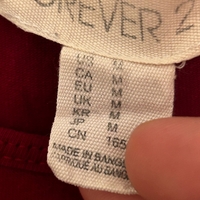 OREVER 2
US M
CA M
EU M
UK M
KR M
JP M
CN 165
MADE IN BANG
FABRIQUÉ AU BANG